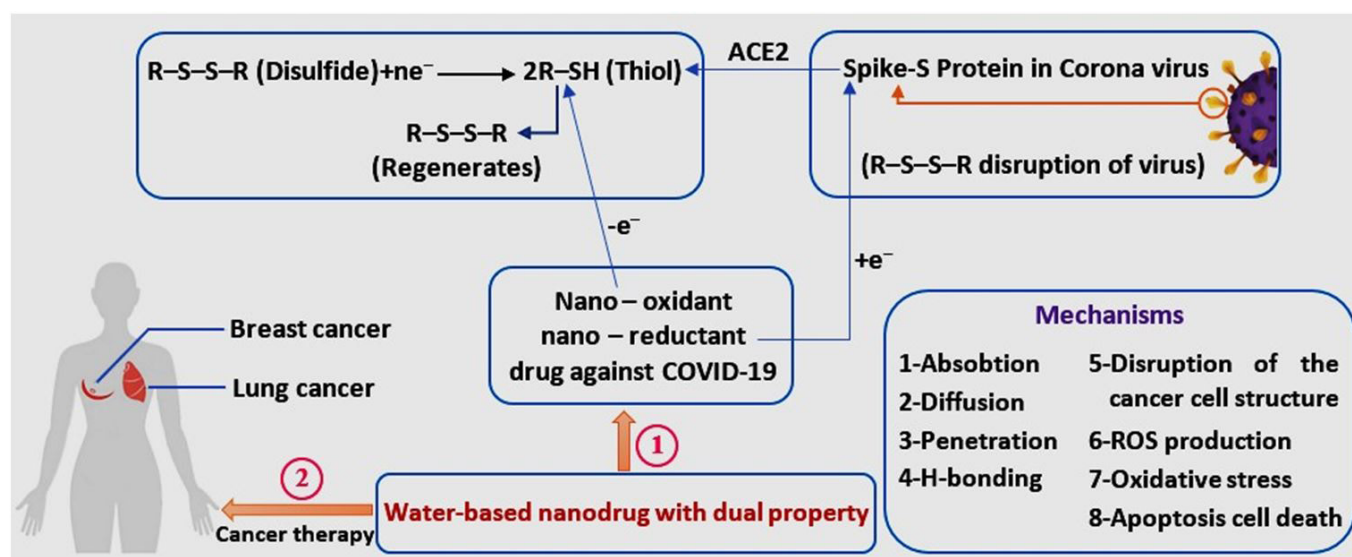 R–S–S–R (Disulfide)+ne⁻
2R–SH (Thiol)
R–S–S–R
(Regenerates)
ACE2
Spike-S Protein in Corona virus
(R–S–S–R disruption of virus)
-e⁻
+e⁻
Nano – oxidant
nano – reductant
drug against COVID-19
Breast cancer
Lung cancer
1
2
Cancer therapy
Water-based nanodrug with dual property
Mechanisms
1-Absobtion
2-Diffusion
3-Penetration
4-H-bonding
5-Disruption of the
cancer cell structure
6-ROS production
7-Oxidative stress
8-Apoptosis cell death